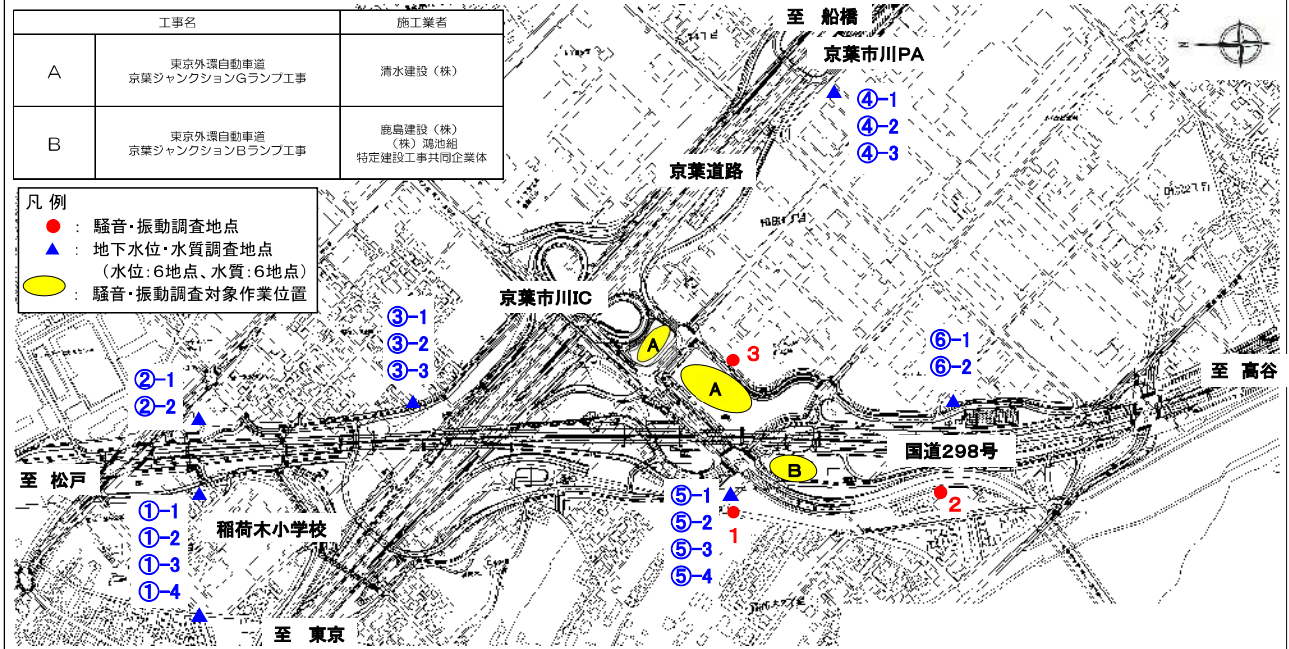 工事名 施工業者
A 東京外環自動車道
京葉ジャンクションGランプ工事 清水建設（株）
B 東京外環自動車道
京葉ジャンクションBランプ工事 鹿島建設（株）
（株）鴻池組
特定建設工事共同企業体
凡 例
： 騒音・振動調査地点
： 地下水位・水質調査地点
（水位：6地点、水質：6地点）
： 騒音・振動調査対象作業位置
至 船橋
京葉市川PA
N
④-1
④-2
④-3
京葉道路
京葉市川IC
③-1
③-2
③-3
A
3
A
⑥-1
⑥-2
至 高谷
②-1
②-2
国道298号
B
至 松戸
①-1
①-2
①-3
①-4
稲荷木小学校
⑤-1
⑤-2
⑤-3
⑤-4
1
2
至 東京